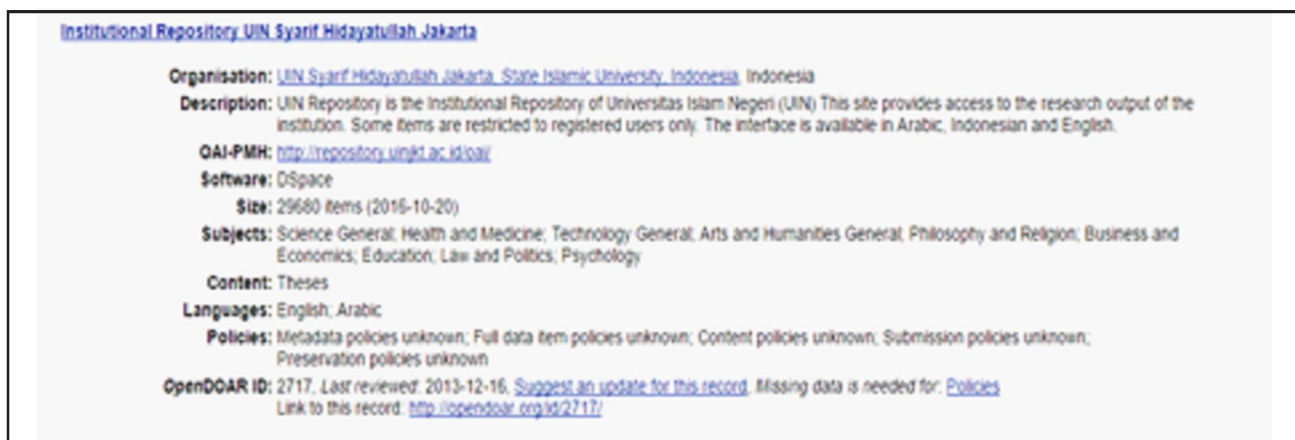 Institutional Repository UIN Syarif Hidayatullah Jakarta
Organisation: UIN Syarif Hidayatullah Jakarta, State Islamic University, Indonesia, Indonesia
Description: UIN Repository is the Institutional Repository of Universitas Islam Negeri (UIN) This site provides access to the research output of the
institution. Some items are restricted to registered users only. The interface is available in Arabic, Indonesian and English.
OAI-PMH: http://repository.uinjkt.ac.id/oai/
Software: DSpace
Size: 29680 items (2016-10-20)
Subjects: Science General; Health and Medicine; Technology General; Arts and Humanities General; Philosophy and Religion; Business and
Economics; Education; Law and Politics; Psychology
Content: Theses
Languages: English; Arabic
Policies: Metadata policies unknown; Full data item policies unknown; Content policies unknown; Submission policies unknown;
Preservation policies unknown
OpenDOAR ID: 2717, Last reviewed: 2013-12-16, Suggest an update for this record, Missing data is needed for: Policies
Link to this record: http://opendoar.org/id/2717/